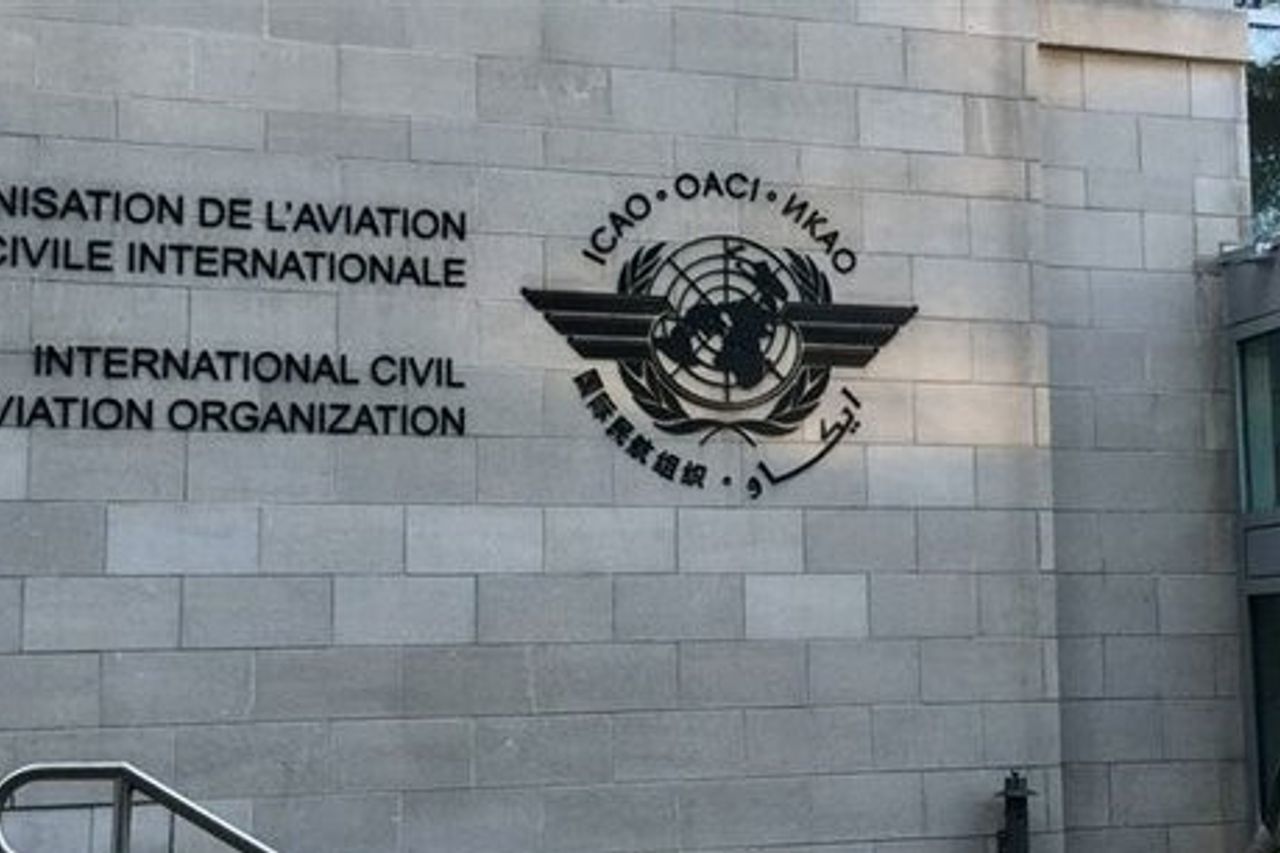 NISATION DE L'AVIATION
CIVILE INTERNATIONALE
INTERNATIONAL CIVIL
VIATION ORGANIZATION
ICAO • OACI • ИКАО
国际民航组织 • ايكاو